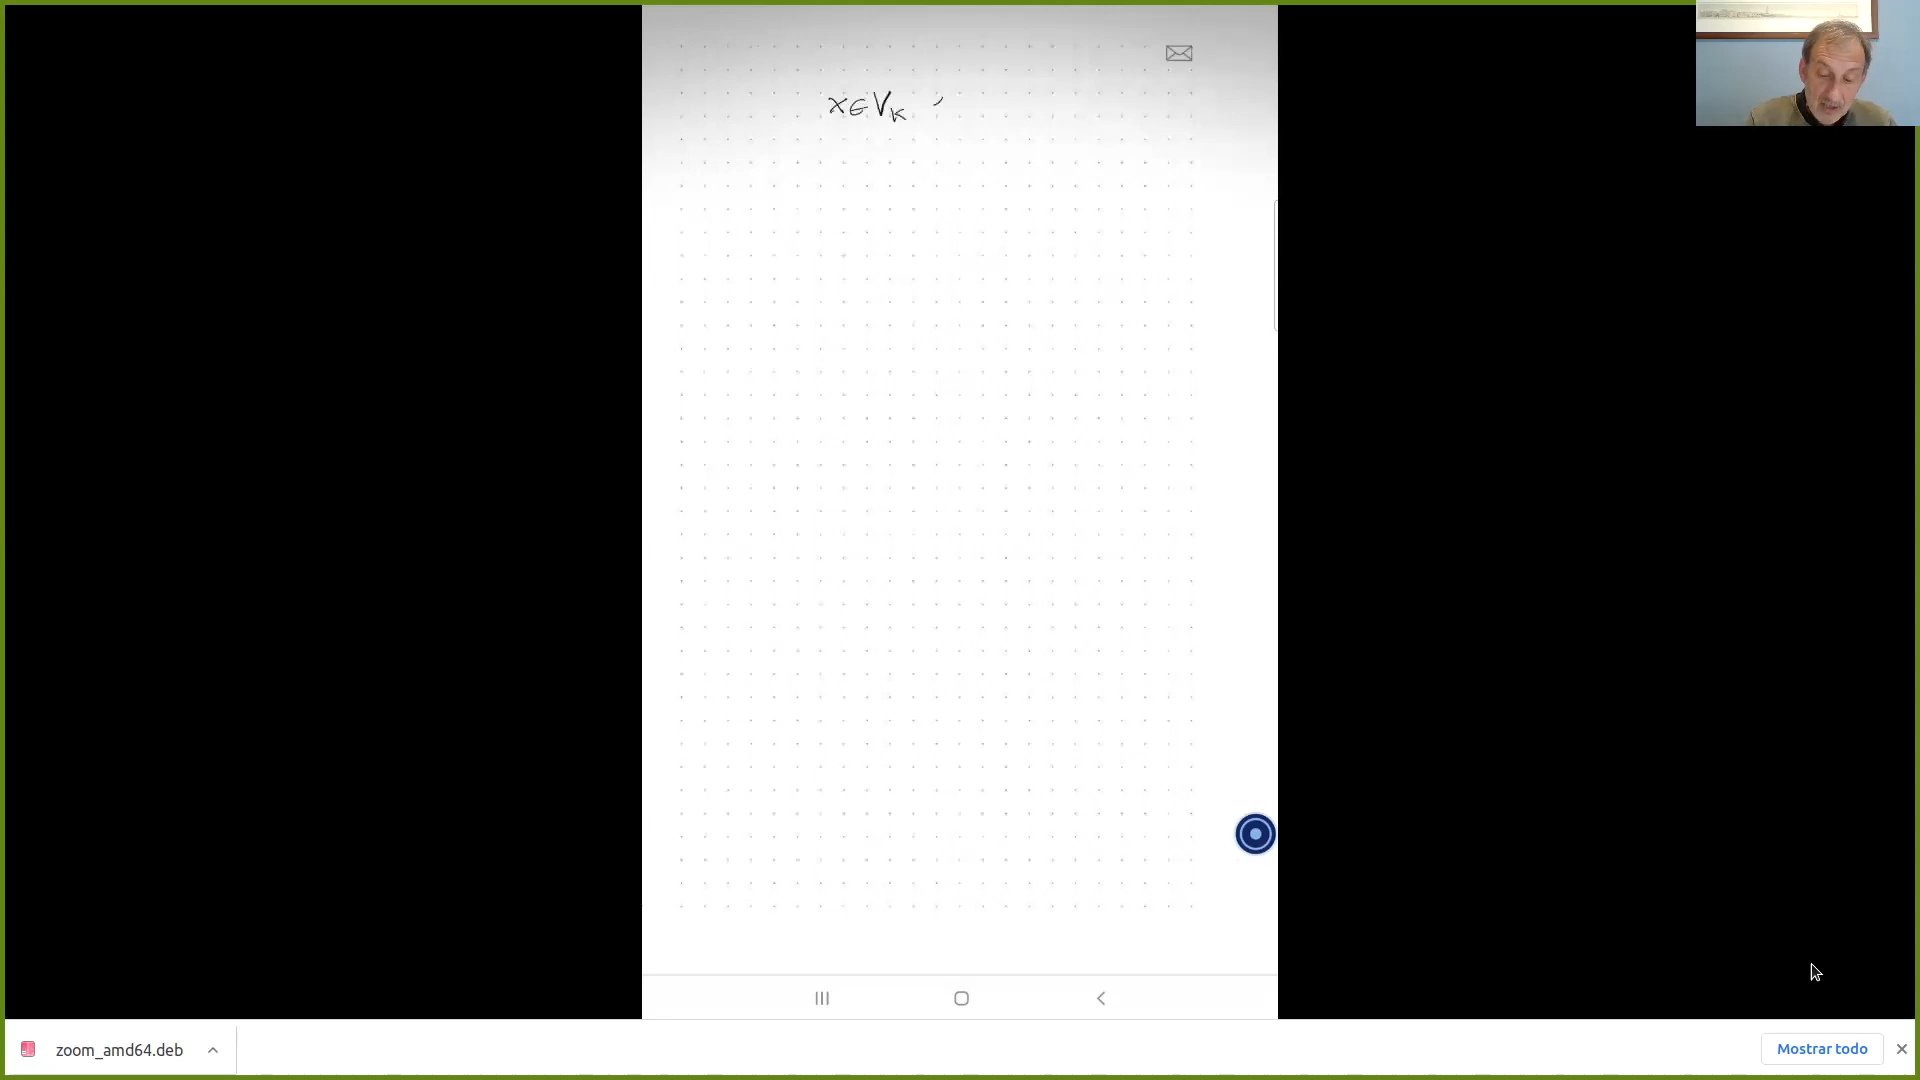 x ∈ V_K ,
zoom_amd64.deb
Mostrar todo